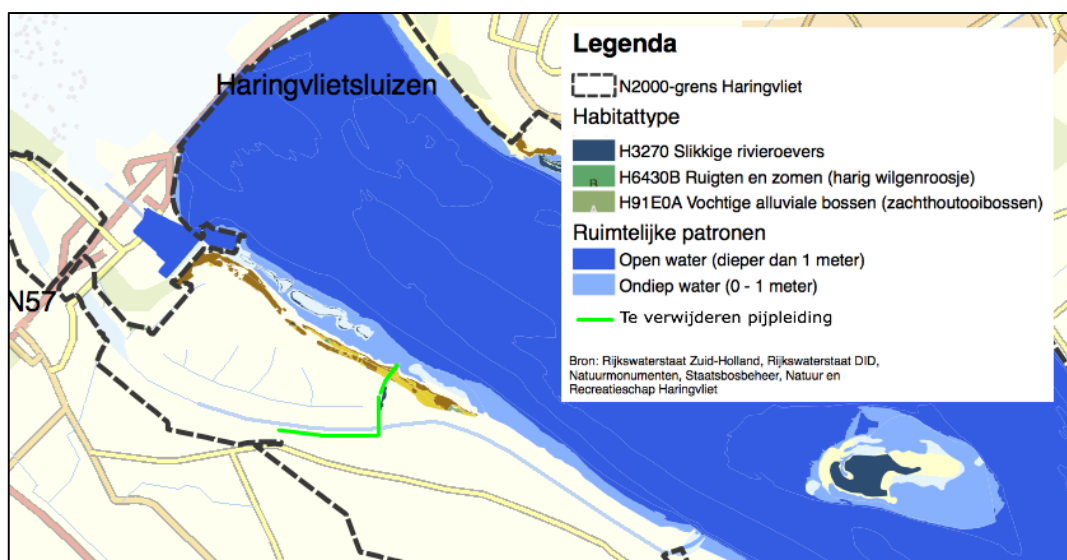 Haringvlietsluizen
N57
Legenda
N2000-grens Haringvliet
Habitattype
H3270 Slikkige rivieroevers
B H6430B Ruigten en zomen (harig wilgenroosje)
A H91E0A Vochtige alluviale bossen (zachthoutooibossen)
Ruimtelijke patronen
Open water (dieper dan 1 meter)
Ondiep water (0 - 1 meter)
Te verwijderen pijpleiding
Bron: Rijkswaterstaat Zuid-Holland, Rijkswaterstaat DID,
Natuurmonumenten, Staatsbosbeheer, Natuur en
Recreatieschap Haringvliet